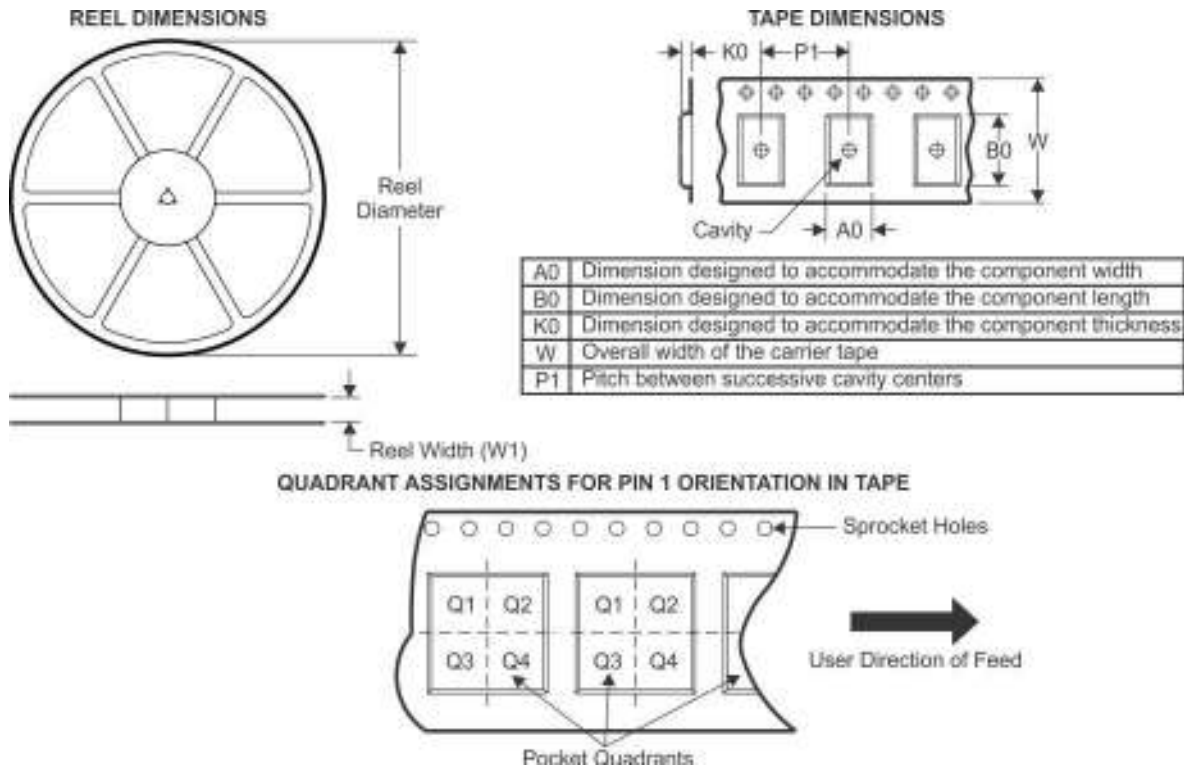 REEL DIMENSIONS
Reel
Diameter
Reel Width (W1)
TAPE DIMENSIONS
K0 P1
B0 W
Cavity A0
A0 Dimension designed to accommodate the component width
B0 Dimension designed to accommodate the component length
K0 Dimension designed to accommodate the component thickness
W Overall width of the carrier tape
P1 Pitch between successive cavity centers
QUADRANT ASSIGNMENTS FOR PIN 1 ORIENTATION IN TAPE
Sprocket Holes
Q1 Q2 Q1 Q2
Q3 Q4 Q3 Q4
User Direction of Feed
Pocket Quadrants